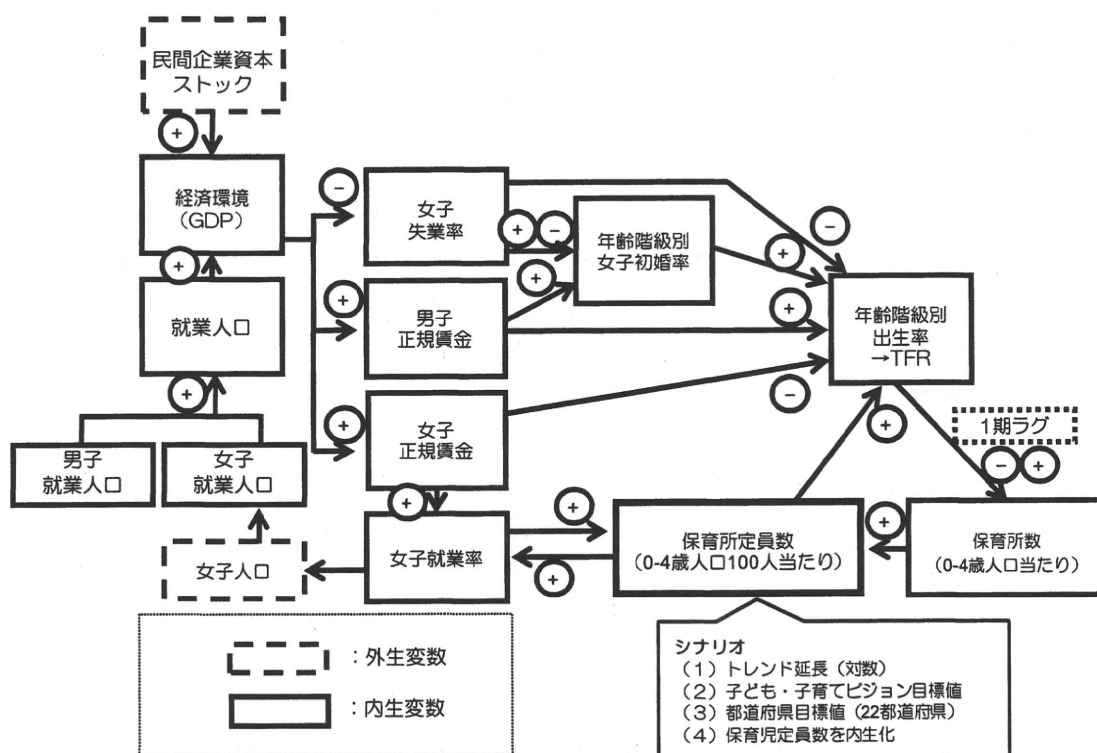 民間企業資本
ストック
+
経済環境
(GDP)
+
就業人口
+
男子
就業人口
女子
就業人口
女子人口
−
女子
失業率
+
男子
正規賃金
+
女子
正規賃金
+
女子就業率
+ −
+
年齢階級別
女子初婚率
−
+
+
−
年齢階級別
出生率
→TFR
+
1期ラグ
− +
+
+
保育所定員数
(0-4歳人口100人当たり)
+
保育所数
(0-4歳人口当たり)
:外生変数
:内生変数
シナリオ
(1)トレンド延長(対数)
(2)子ども・子育てビジョン目標値
(3)都道府県目標値(22都道府県)
(4)保育児定員数を内生化